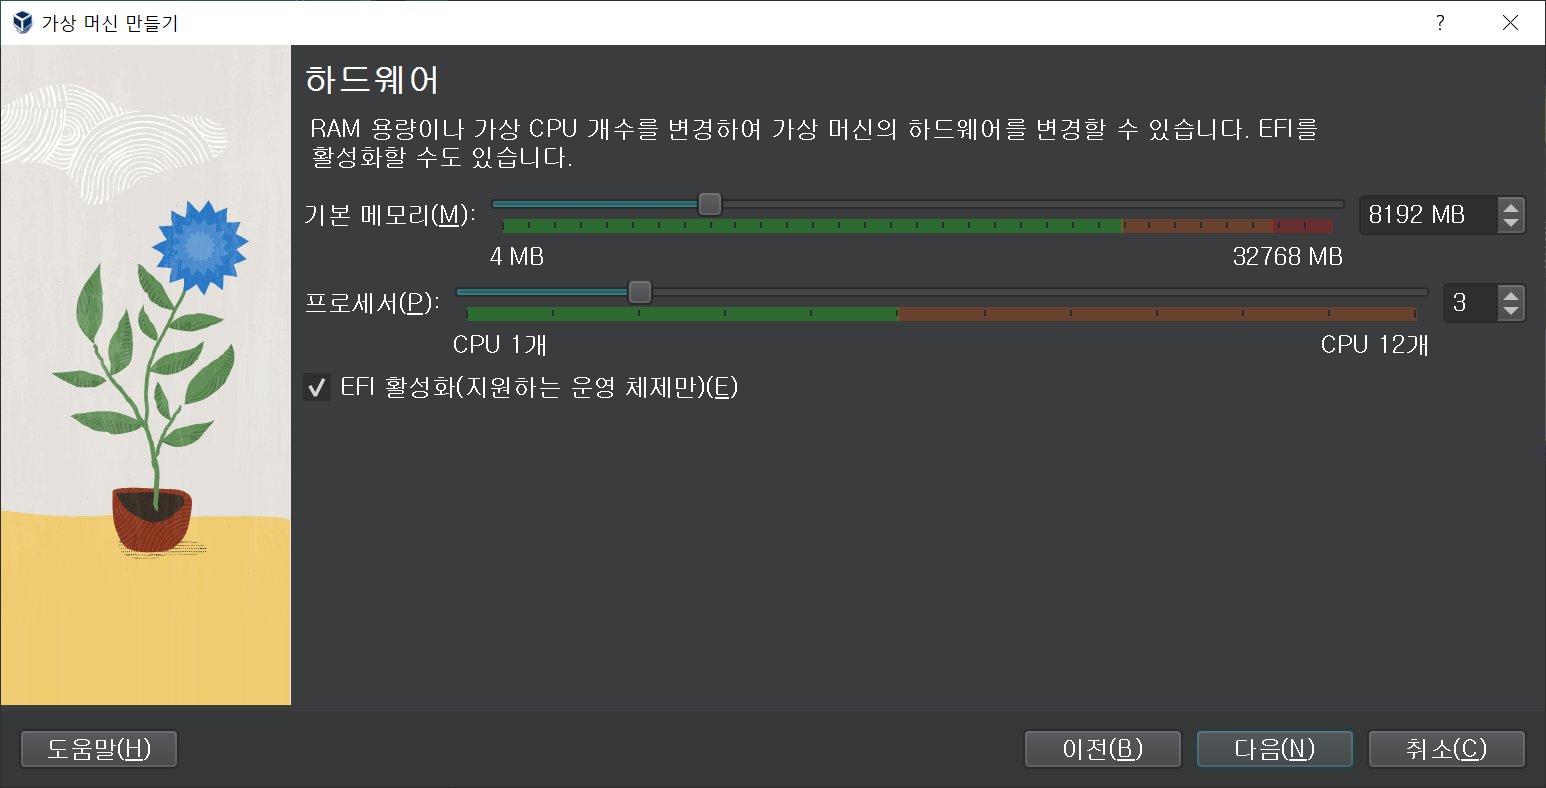 가상 머신 만들기
?
하드웨어
RAM 용량이나 가상 CPU 개수를 변경하여 가상 머신의 하드웨어를 변경할 수 있습니다. EFI를
활성화할 수도 있습니다.
기본 메모리(M):
8192 MB
4 MB
32768 MB
프로세서(P):
3
CPU 1개
CPU 12개
EFI 활성화(지원하는 운영 체제만)(E)
도움말(H)
이전(B)
다음(N)
취소(C)